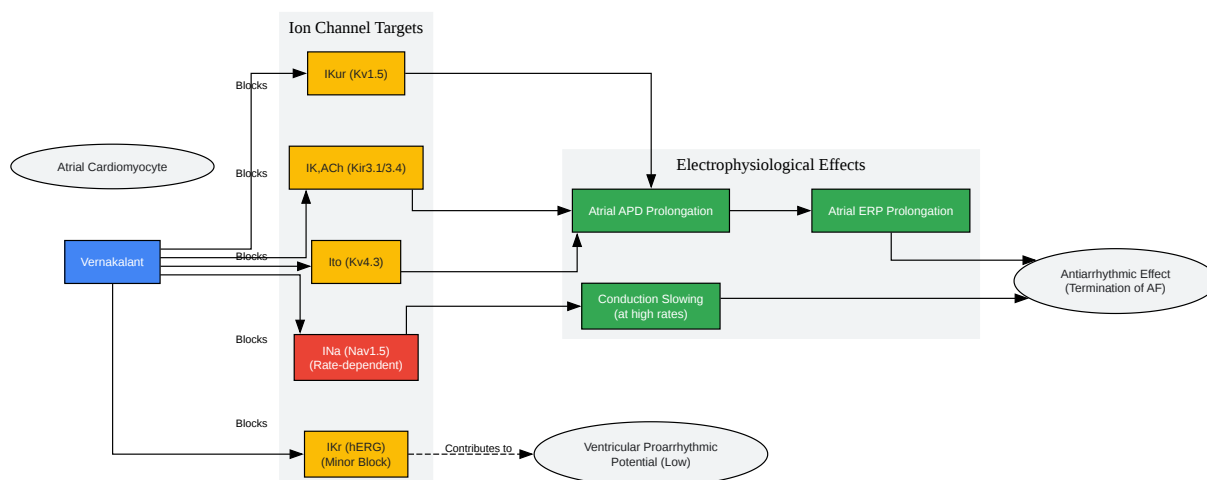 Ion Channel Targets
IKur (Kv1.5)
Blocks
Atrial Cardiomyocyte
Blocks
IK,ACh (Kir3.1/3.4)
Electrophysiological Effects
Atrial APD Prolongation
Atrial ERP Prolongation
Vernakalant
Blocks
Ito (Kv4.3)
Antiarrhythmic Effect
(Termination of AF)
Conduction Slowing
(at high rates)
Blocks
INa (Nav1.5)
(Rate-dependent)
Blocks
IKr (hERG)
(Minor Block)
Contributes to
Ventricular Proarrhythmic
Potential (Low)